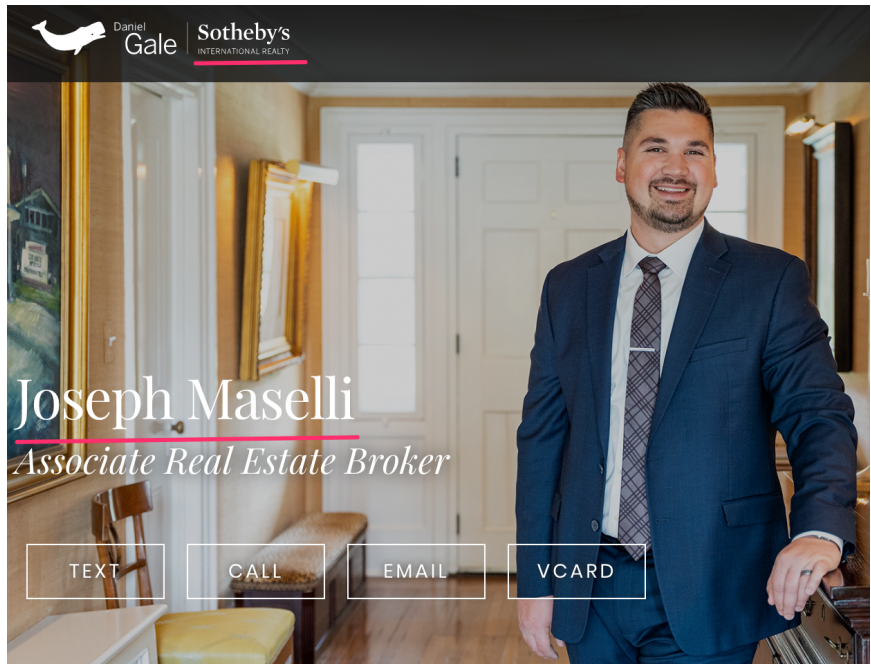 Daniel
Gale
Sotheby's
INTERNATIONAL REALTY
Joseph Maselli
Associate Real Estate Broker
TEXT
CALL
EMAIL
VCARD